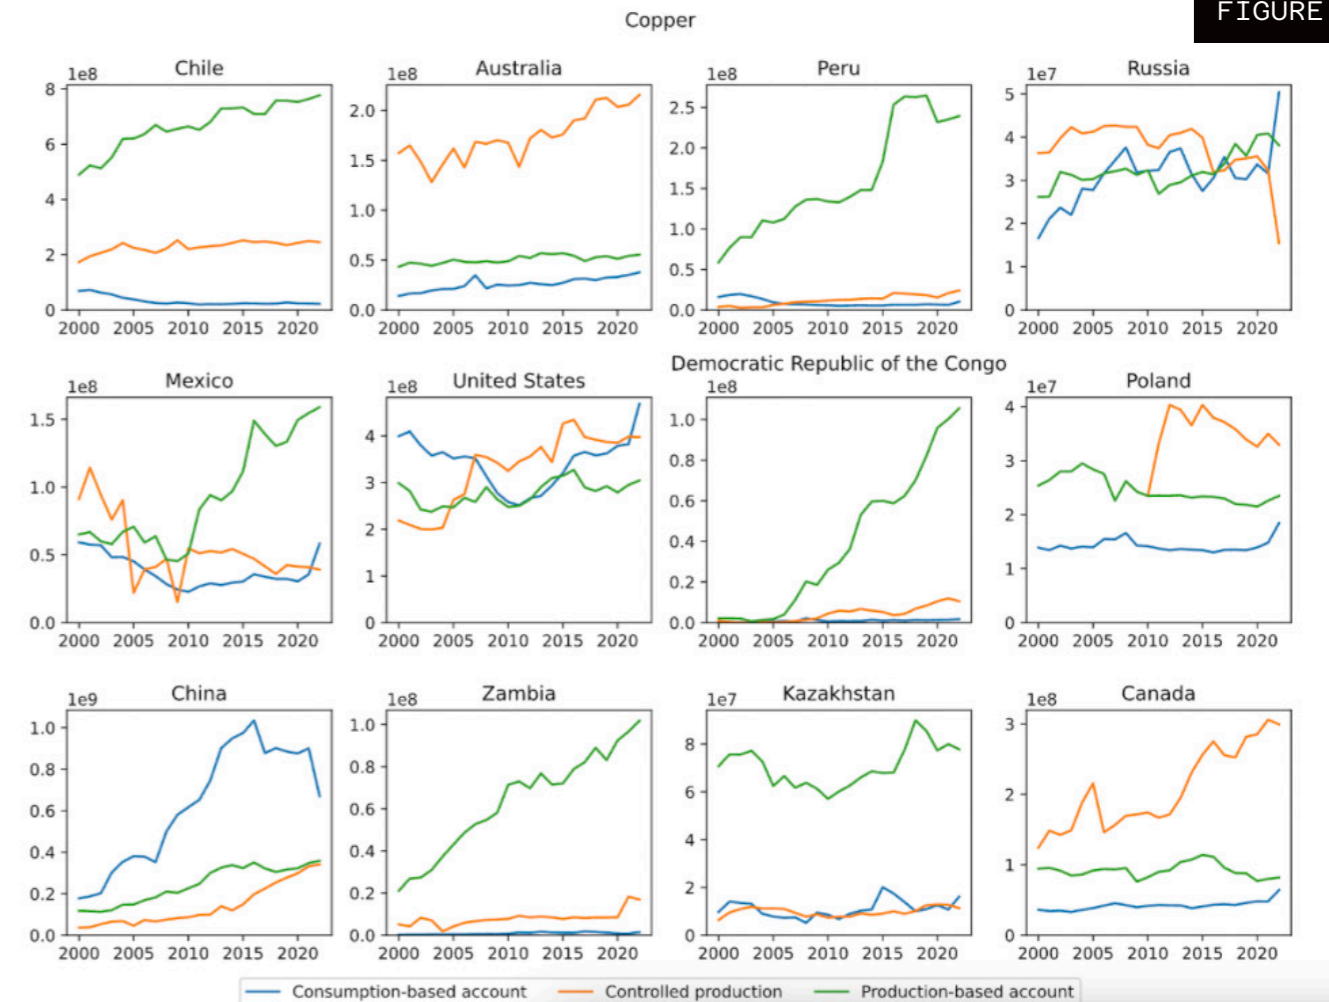 FIGURE
Copper
Chile
Australia
Peru
Russia
1e8
1e8
1e8
1e7
8
6
4
2
0
2.0
1.5
1.0
0.5
0.0
2.5
2.0
1.5
1.0
0.5
0.0
5
4
3
2
1
0
2000 2005 2010 2015 2020
2000 2005 2010 2015 2020
2000 2005 2010 2015 2020
2000 2005 2010 2015 2020
Mexico
United States
Democratic Republic of the Congo
Poland
1e8
1e8
1e8
1e7
1.5
1.0
0.5
0.0
4
3
2
1
0
1.0
0.8
0.6
0.4
0.2
0.0
4
3
2
1
0
2000 2005 2010 2015 2020
2000 2005 2010 2015 2020
2000 2005 2010 2015 2020
2000 2005 2010 2015 2020
China
Zambia
Kazakhstan
Canada
1e9
1e8
1e7
1e8
1.0
0.8
0.6
0.4
0.2
0.0
1.0
0.8
0.6
0.4
0.2
0.0
8
6
4
2
0
3
2
1
0
2000 2005 2010 2015 2020
2000 2005 2010 2015 2020
2000 2005 2010 2015 2020
2000 2005 2010 2015 2020
Consumption-based account Controlled production Production-based account